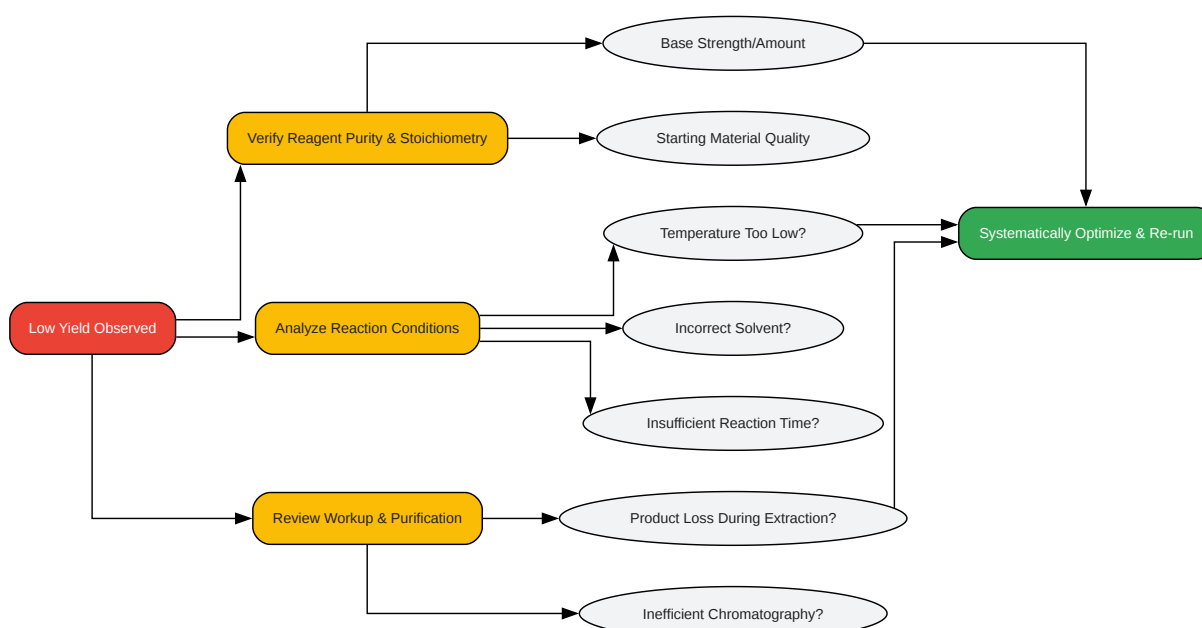 Base Strength/Amount
Verify Reagent Purity & Stoichiometry
Starting Material Quality
Temperature Too Low?
Systematically Optimize & Re-run
Low Yield Observed
Analyze Reaction Conditions
Incorrect Solvent?
Insufficient Reaction Time?
Review Workup & Purification
Product Loss During Extraction?
Inefficient Chromatography?